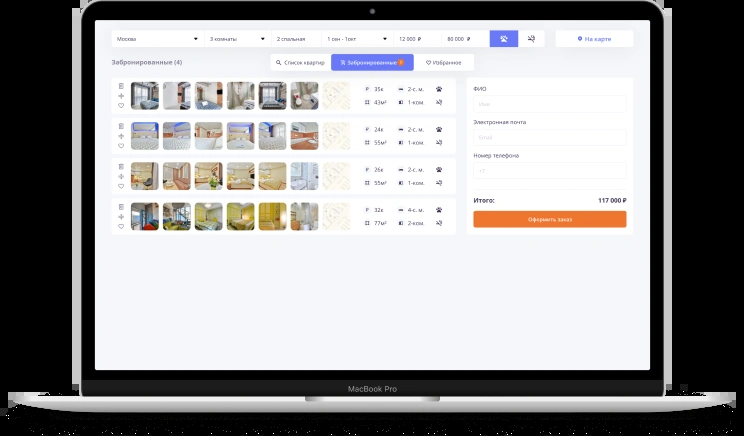 Москва
3 комнаты
2 спальная
1 сен - 1окт
12 000 ₽
80 000 ₽
На карте
Забронированные (4)
Список квартир
Забронированные
Избранное
35к 2-с. м.
43м² 1-ком.
24к 2-с. м.
55м² 1-ком.
26к 2-с. м.
55м² 1-ком.
32к 4-с. м.
77м² 2-ком.
ФИО
Имя
Электронная почта
Email
Номер телефона
+7
Итого: 117 000 ₽
Оформить заказ
MacBook Pro